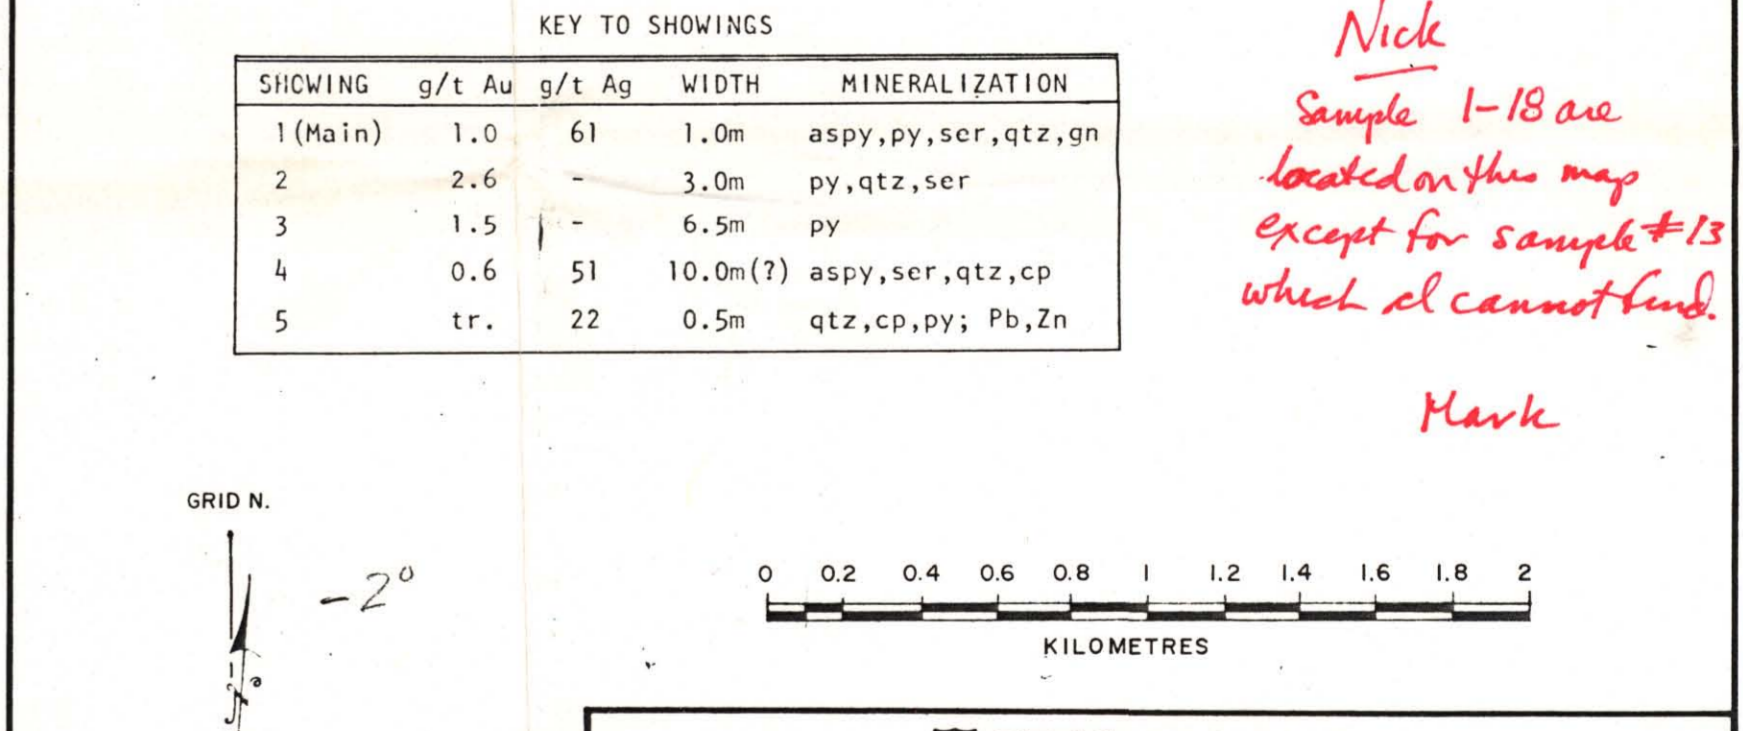 KEY TO SHOWINGS
SHOWING g/t Au g/t Ag WIDTH MINERALIZATION
1(Main) 1.0 61 1.0m aspy,py,ser,qtz,gn
2 2.6 - 3.0m py,qtz,ser
3 1.5 - 6.5m py
4 0.6 51 10.0m(?) aspy,ser,qtz,cp
5 tr. 22 0.5m qtz,cp,py; Pb,Zn
Nick
Sample 1-18 are
located on this map
except for sample #13
which I cannot find.
Mark
GRID N.
-2°
0 0.2 0.4 0.6 0.8 1 1.2 1.4 1.6 1.8 2
KILOMETRES